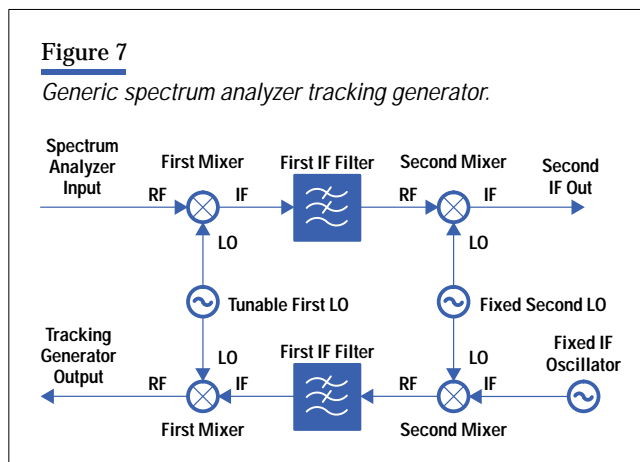 Figure 7
Generic spectrum analyzer tracking generator.
Spectrum
Analyzer
Input
First Mixer
First IF Filter
Second Mixer
Second
IF Out
RF
IF
RF
IF
LO
LO
Tunable First LO
Fixed Second LO
Tracking
Generator
Output
LO
First IF Filter
LO
Fixed IF
Oscillator
RF
IF
RF
IF
First Mixer
Second Mixer